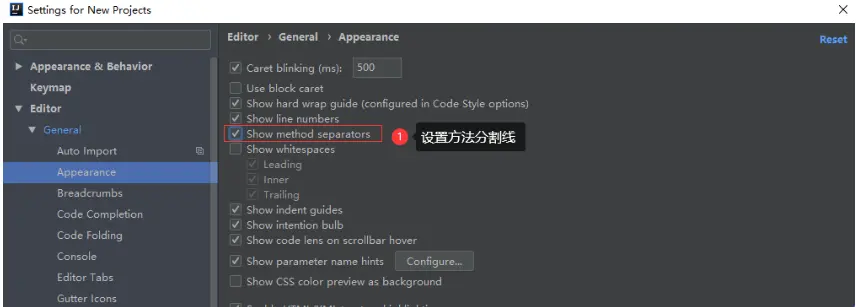 IJ Settings for New Projects
Editor › General › Appearance Reset
Appearance & Behavior
Keymap
Editor
General
Auto Import
Appearance
Breadcrumbs
Code Completion
Code Folding
Console
Editor Tabs
Gutter Icons
Caret blinking (ms): 500
Use block caret
Show hard wrap guide (configured in Code Style options)
Show line numbers
Show method separators 1 设置方法分割线
Show whitespaces
Leading
Inner
Trailing
Show indent guides
Show intention bulb
Show code lens on scrollbar hover
Show parameter name hints Configure...
Show CSS color preview as background